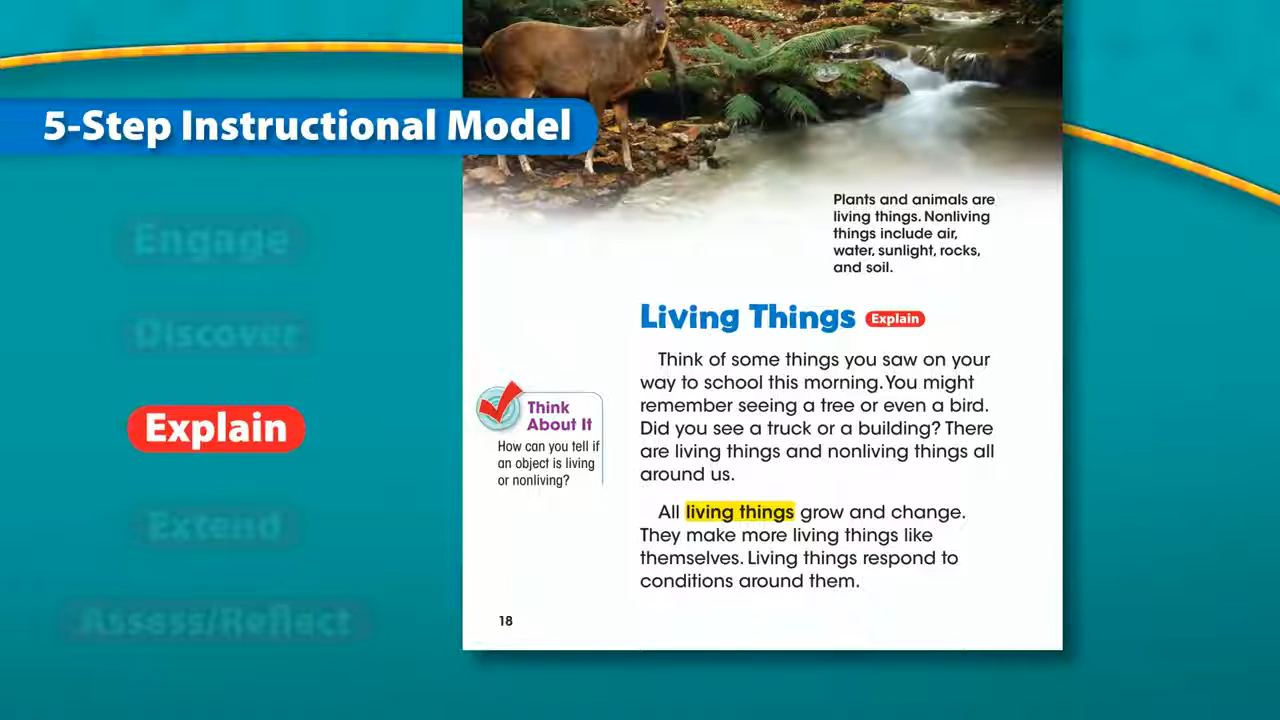 5-Step Instructional Model
Engage
Discover
Explain
Extend
Assess/Reflect
Plants and animals are
living things. Nonliving
things include air,
water, sunlight, rocks,
and soil.
Living Things Explain
Think of some things you saw on your
way to school this morning. You might
remember seeing a tree or even a bird.
Did you see a truck or a building? There
are living things and nonliving things all
around us.
Think
About It
How can you tell if
an object is living
or nonliving?
All living things grow and change.
They make more living things like
themselves. Living things respond to
conditions around them.
18